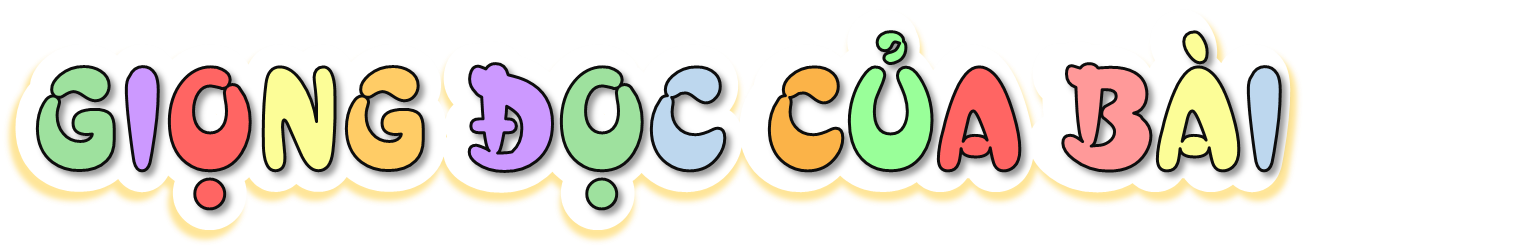 GIỌNG ĐỌC CỦA BÀI